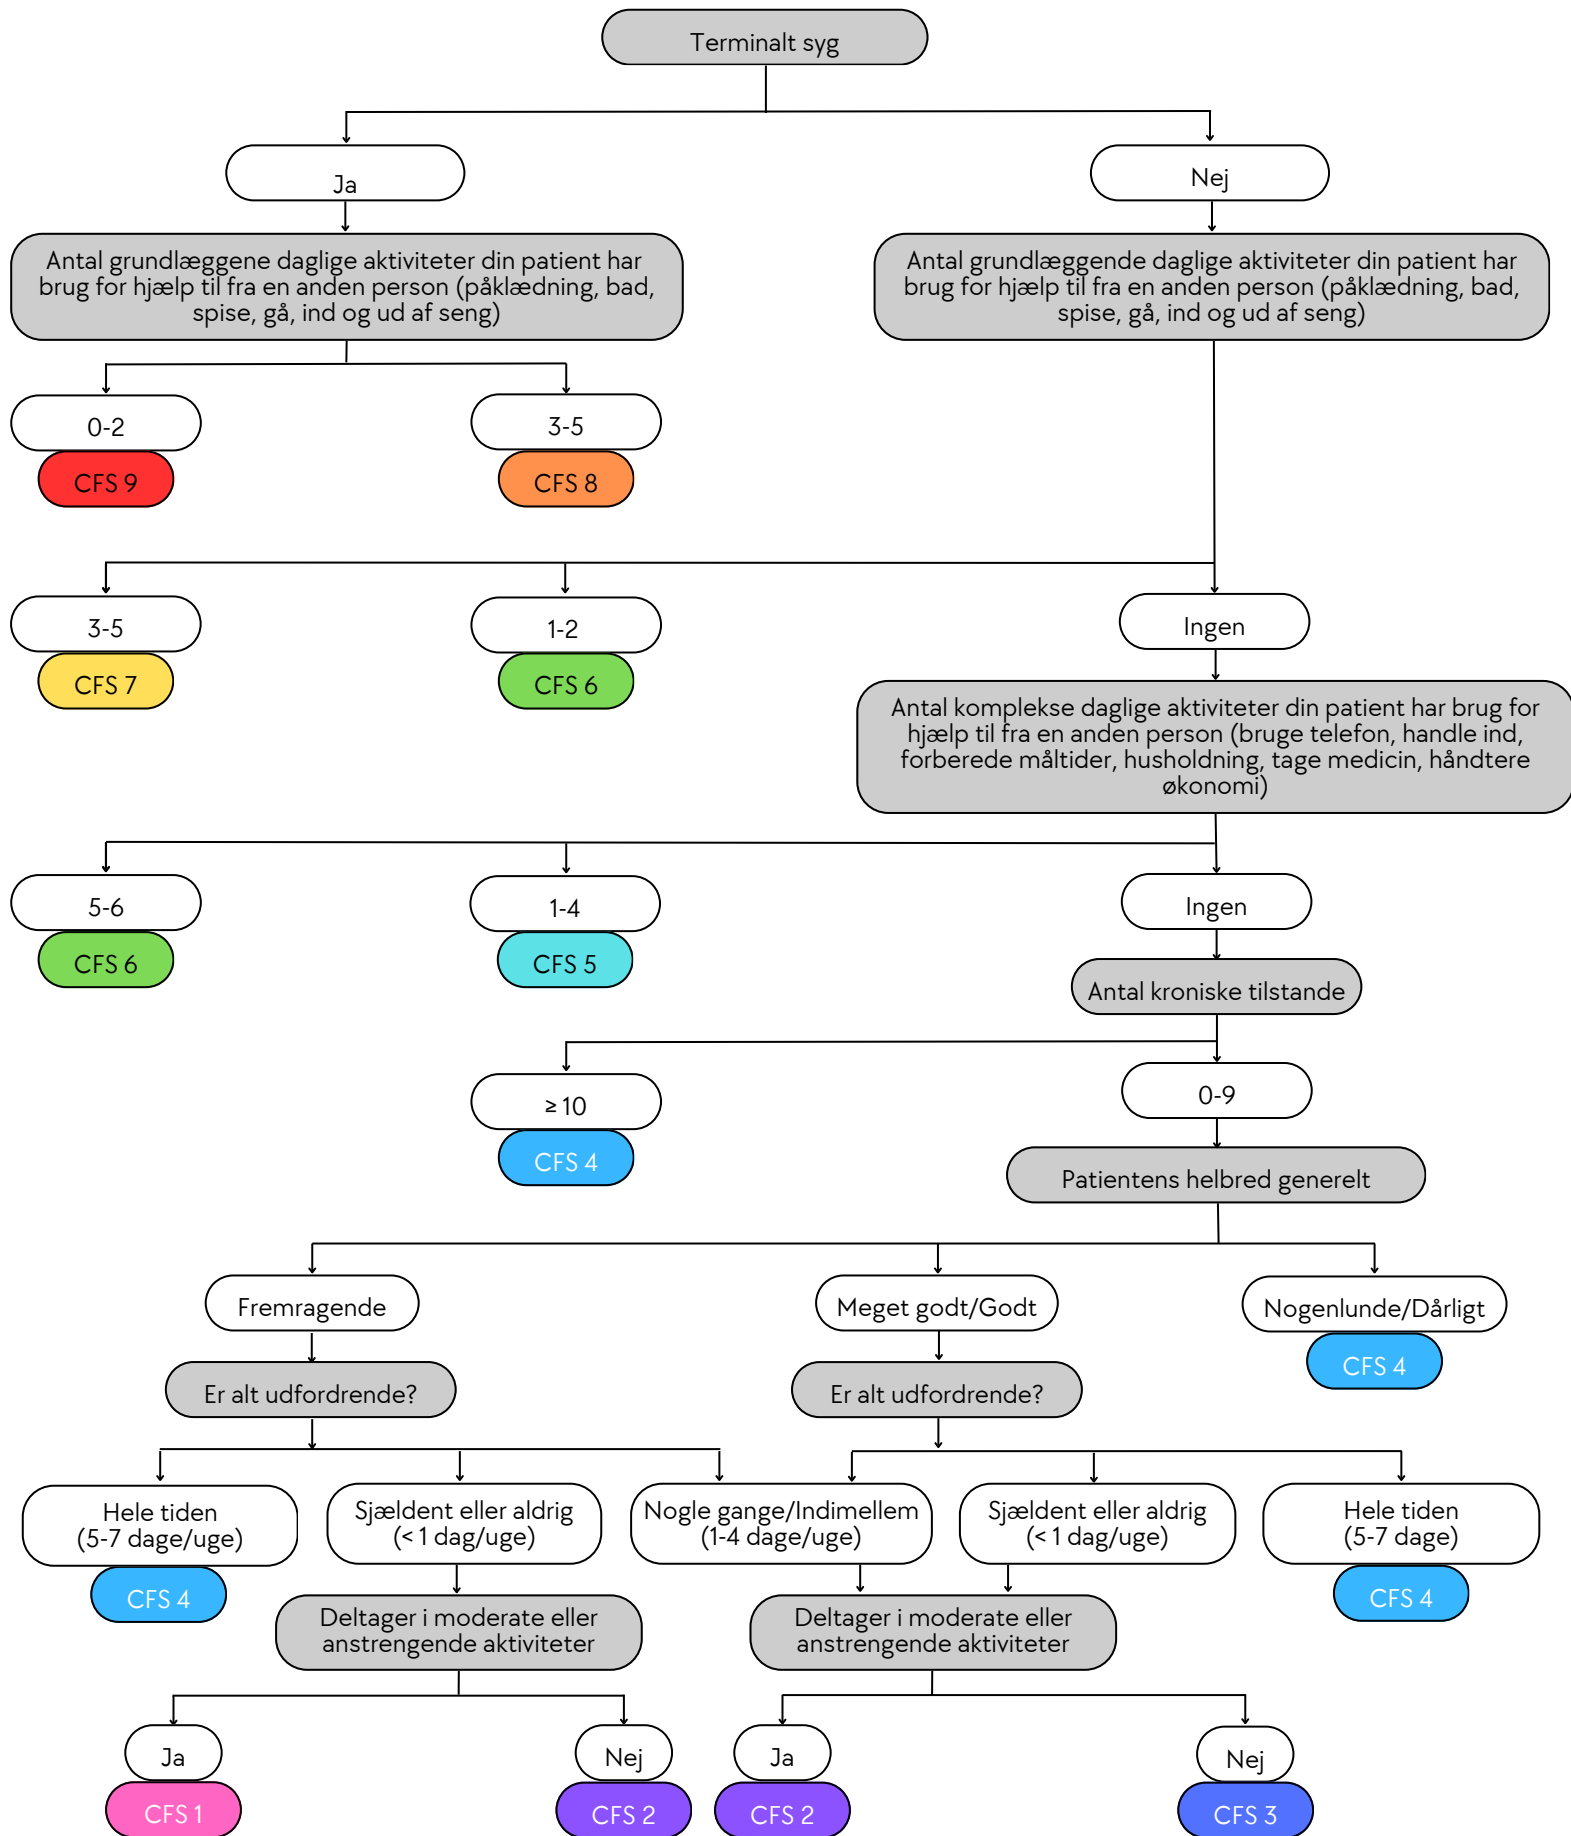 Terminalt syg
Ja
Nej
Antal grundlæggene daglige aktiviteter din patient har
brug for hjælp til fra en anden person (påklædning, bad,
spise, gå, ind og ud af seng)
Antal grundlæggende daglige aktiviteter din patient har
brug for hjælp til fra en anden person (påklædning, bad,
spise, gå, ind og ud af seng)
0-2
CFS 9
3-5
CFS 8
3-5
CFS 7
1-2
CFS 6
Ingen
Antal komplekse daglige aktiviteter din patient har brug for
hjælp til fra en anden person (bruge telefon, handle ind,
forberede måltider, husholdning, tage medicin, håndtere
økonomi)
5-6
CFS 6
1-4
CFS 5
Ingen
Antal kroniske tilstande
≥ 10
CFS 4
0-9
Patientens helbred generelt
Fremragende
Meget godt/Godt
Nogenlunde/Dårligt
CFS 4
Er alt udfordrende?
Er alt udfordrende?
Hele tiden
(5-7 dage/uge)
CFS 4
Sjældent eller aldrig
(< 1 dag/uge)
Nogle gange/Indimellem
(1-4 dage/uge)
Sjældent eller aldrig
(< 1 dag/uge)
Hele tiden
(5-7 dage)
CFS 4
Deltager i moderate eller
anstrengende aktiviteter
Deltager i moderate eller
anstrengende aktiviteter
Ja
CFS 1
Nej
CFS 2
Ja
CFS 2
Nej
CFS 3